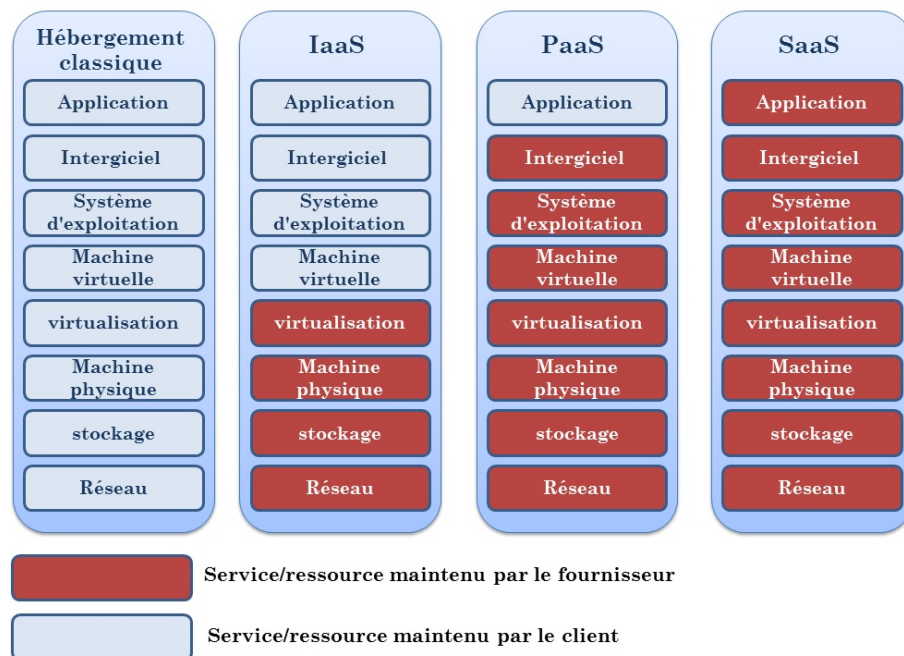 Hébergement
classique
Application
Intergiciel
Système
d'exploitation
Machine
virtuelle
virtualisation
Machine
physique
stockage
Réseau
IaaS
Application
Intergiciel
Système
d'exploitation
Machine
virtuelle
virtualisation
Machine
physique
stockage
Réseau
PaaS
Application
Intergiciel
Système
d'exploitation
Machine
virtuelle
virtualisation
Machine
physique
stockage
Réseau
SaaS
Application
Intergiciel
Système
d'exploitation
Machine
virtuelle
virtualisation
Machine
physique
stockage
Réseau
Service/ressource maintenu par le fournisseur
Service/ressource maintenu par le client